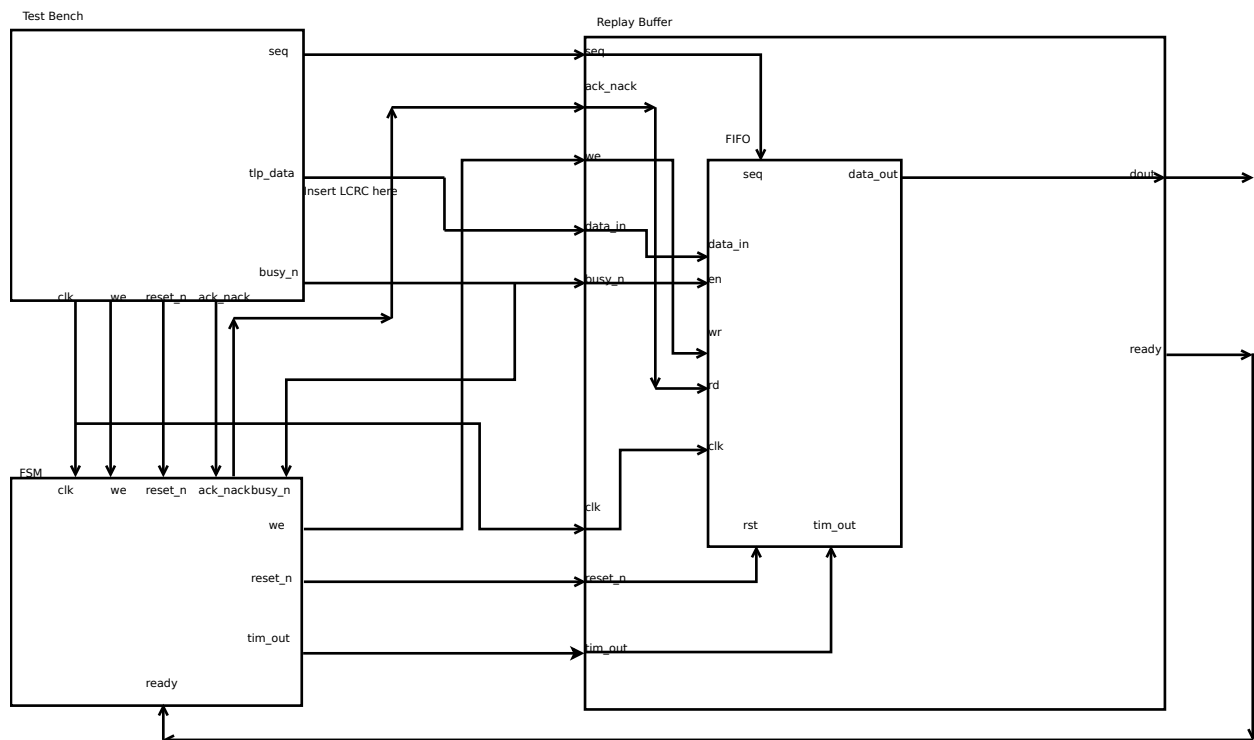 Test Bench
seq
tlp_data
Insert LCRC here
busy_n
clk we reset_n ack_nack
FSM
clk we reset_n ack_nack busy_n
we
reset_n
tim_out
ready
Replay Buffer
seq
ack_nack
we
data_in
busy_n
clk
reset_n
tim_out
FIFO
seq data_out
data_in
en
wr
rd
clk
rst tim_out
dout
ready